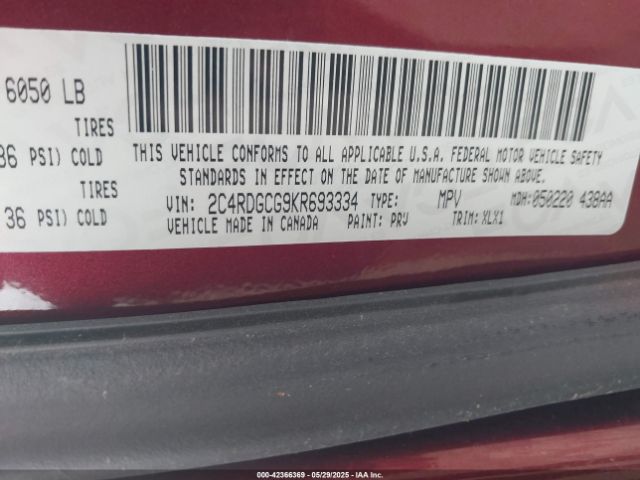 6050 LB
TIRES
36 PSI) COLD
TIRES
36 PSI) COLD
THIS VEHICLE CONFORMS TO ALL APPLICABLE U.S.A. FEDERAL MOTOR VEHICLE SAFETY
STANDARDS IN EFFECT ON THE DATE OF MANUFACTURE SHOWN ABOVE.
VIN: 2C4RDGCG9KR693334 TYPE: MPV MDH: 050220 438AA
VEHICLE MADE IN CANADA PAINT: PRV TRIM: XLX1
000-42366369 - 05/29/2025 - IAA Inc.